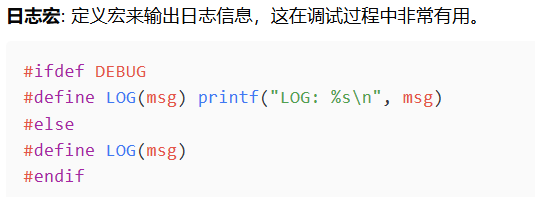 日志宏: 定义宏来输出日志信息，这在调试过程中非常有用。
#ifdef DEBUG
#define LOG(msg) printf("LOG: %s\n", msg)
#else
#define LOG(msg)
#endif